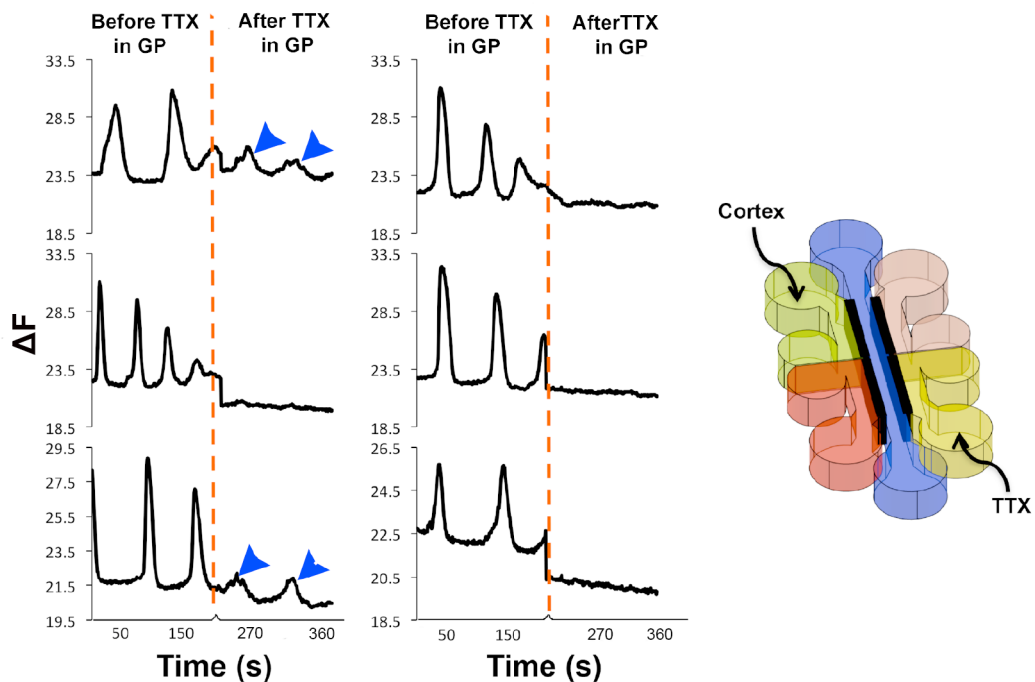 Before TTX
in GP
After TTX
in GP
Before TTX
in GP
AfterTTX
in GP
33.5
28.5
23.5
18.5
33.5
28.5
23.5
18.5
33.5
28.5
23.5
18.5
33.5
28.5
23.5
18.5
29.5
27.5
25.5
23.5
21.5
19.5
26.5
24.5
22.5
20.5
18.5
ΔF
50 150 270 360
50 150 270 360
Time (s)
Time (s)
Cortex
TTX